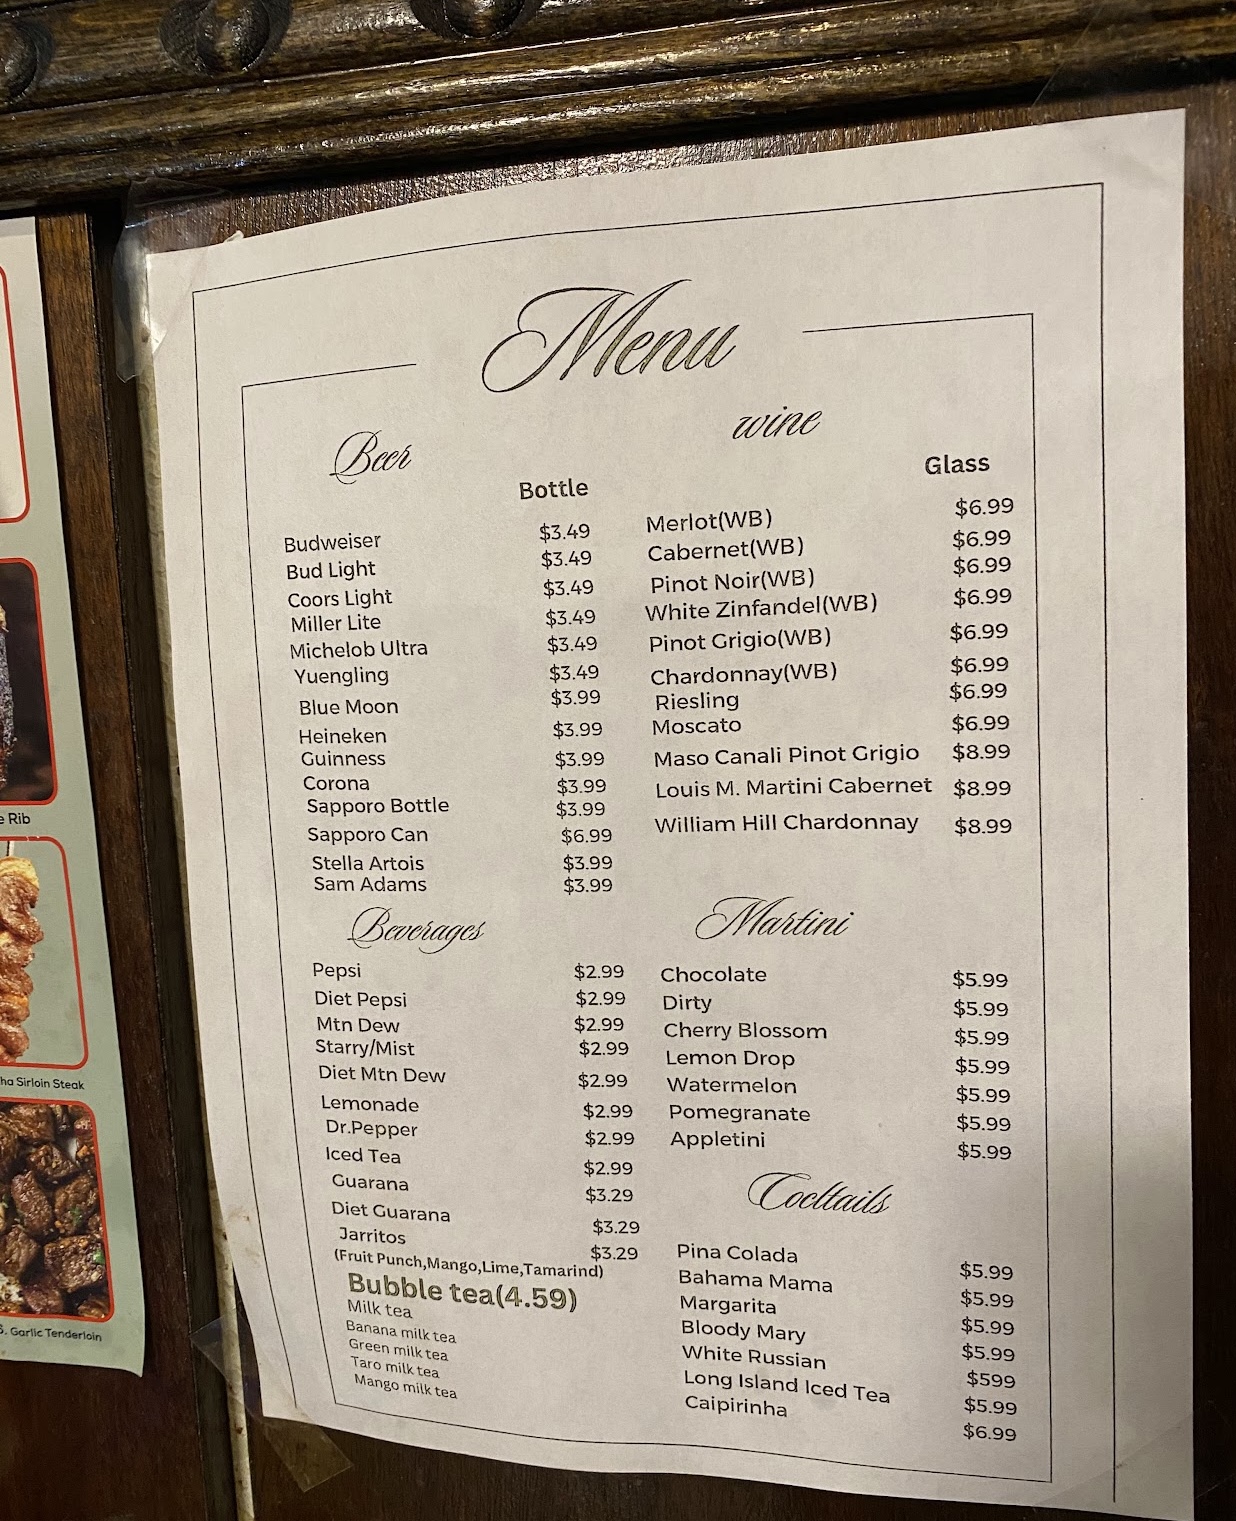 Menu
Beer
Bottle
Budweiser $3.49
Bud Light $3.49
Coors Light $3.49
Miller Lite $3.49
Michelob Ultra $3.49
Yuengling $3.49
Blue Moon $3.99
Heineken $3.99
Guinness $3.99
Corona $3.99
Sapporo Bottle $3.99
Sapporo Can $6.99
Stella Artois $3.99
Sam Adams $3.99
wine
Glass
Merlot(WB) $6.99
Cabernet(WB) $6.99
Pinot Noir(WB) $6.99
White Zinfandel(WB) $6.99
Pinot Grigio(WB) $6.99
Chardonnay(WB) $6.99
Riesling $6.99
Moscato $6.99
Maso Canali Pinot Grigio $8.99
Louis M. Martini Cabernet $8.99
William Hill Chardonnay $8.99
Beverages
Pepsi $2.99
Diet Pepsi $2.99
Mtn Dew $2.99
Starry/Mist $2.99
Diet Mtn Dew $2.99
Lemonade $2.99
Dr.Pepper $2.99
Iced Tea $2.99
Guarana $3.29
Diet Guarana $3.29
Jarritos $3.29
(Fruit Punch,Mango,Lime,Tamarind)
Bubble tea(4.59)
Milk tea
Banana milk tea
Green milk tea
Taro milk tea
Mango milk tea
Martini
Chocolate $5.99
Dirty $5.99
Cherry Blossom $5.99
Lemon Drop $5.99
Watermelon $5.99
Pomegranate $5.99
Appletini $5.99
Cocltails
Pina Colada $5.99
Bahama Mama $5.99
Margarita $5.99
Bloody Mary $5.99
White Russian $599
Long Island Iced Tea $5.99
Caipirinha $6.99
Rib
Sirloin Steak
Garlic Tenderloin